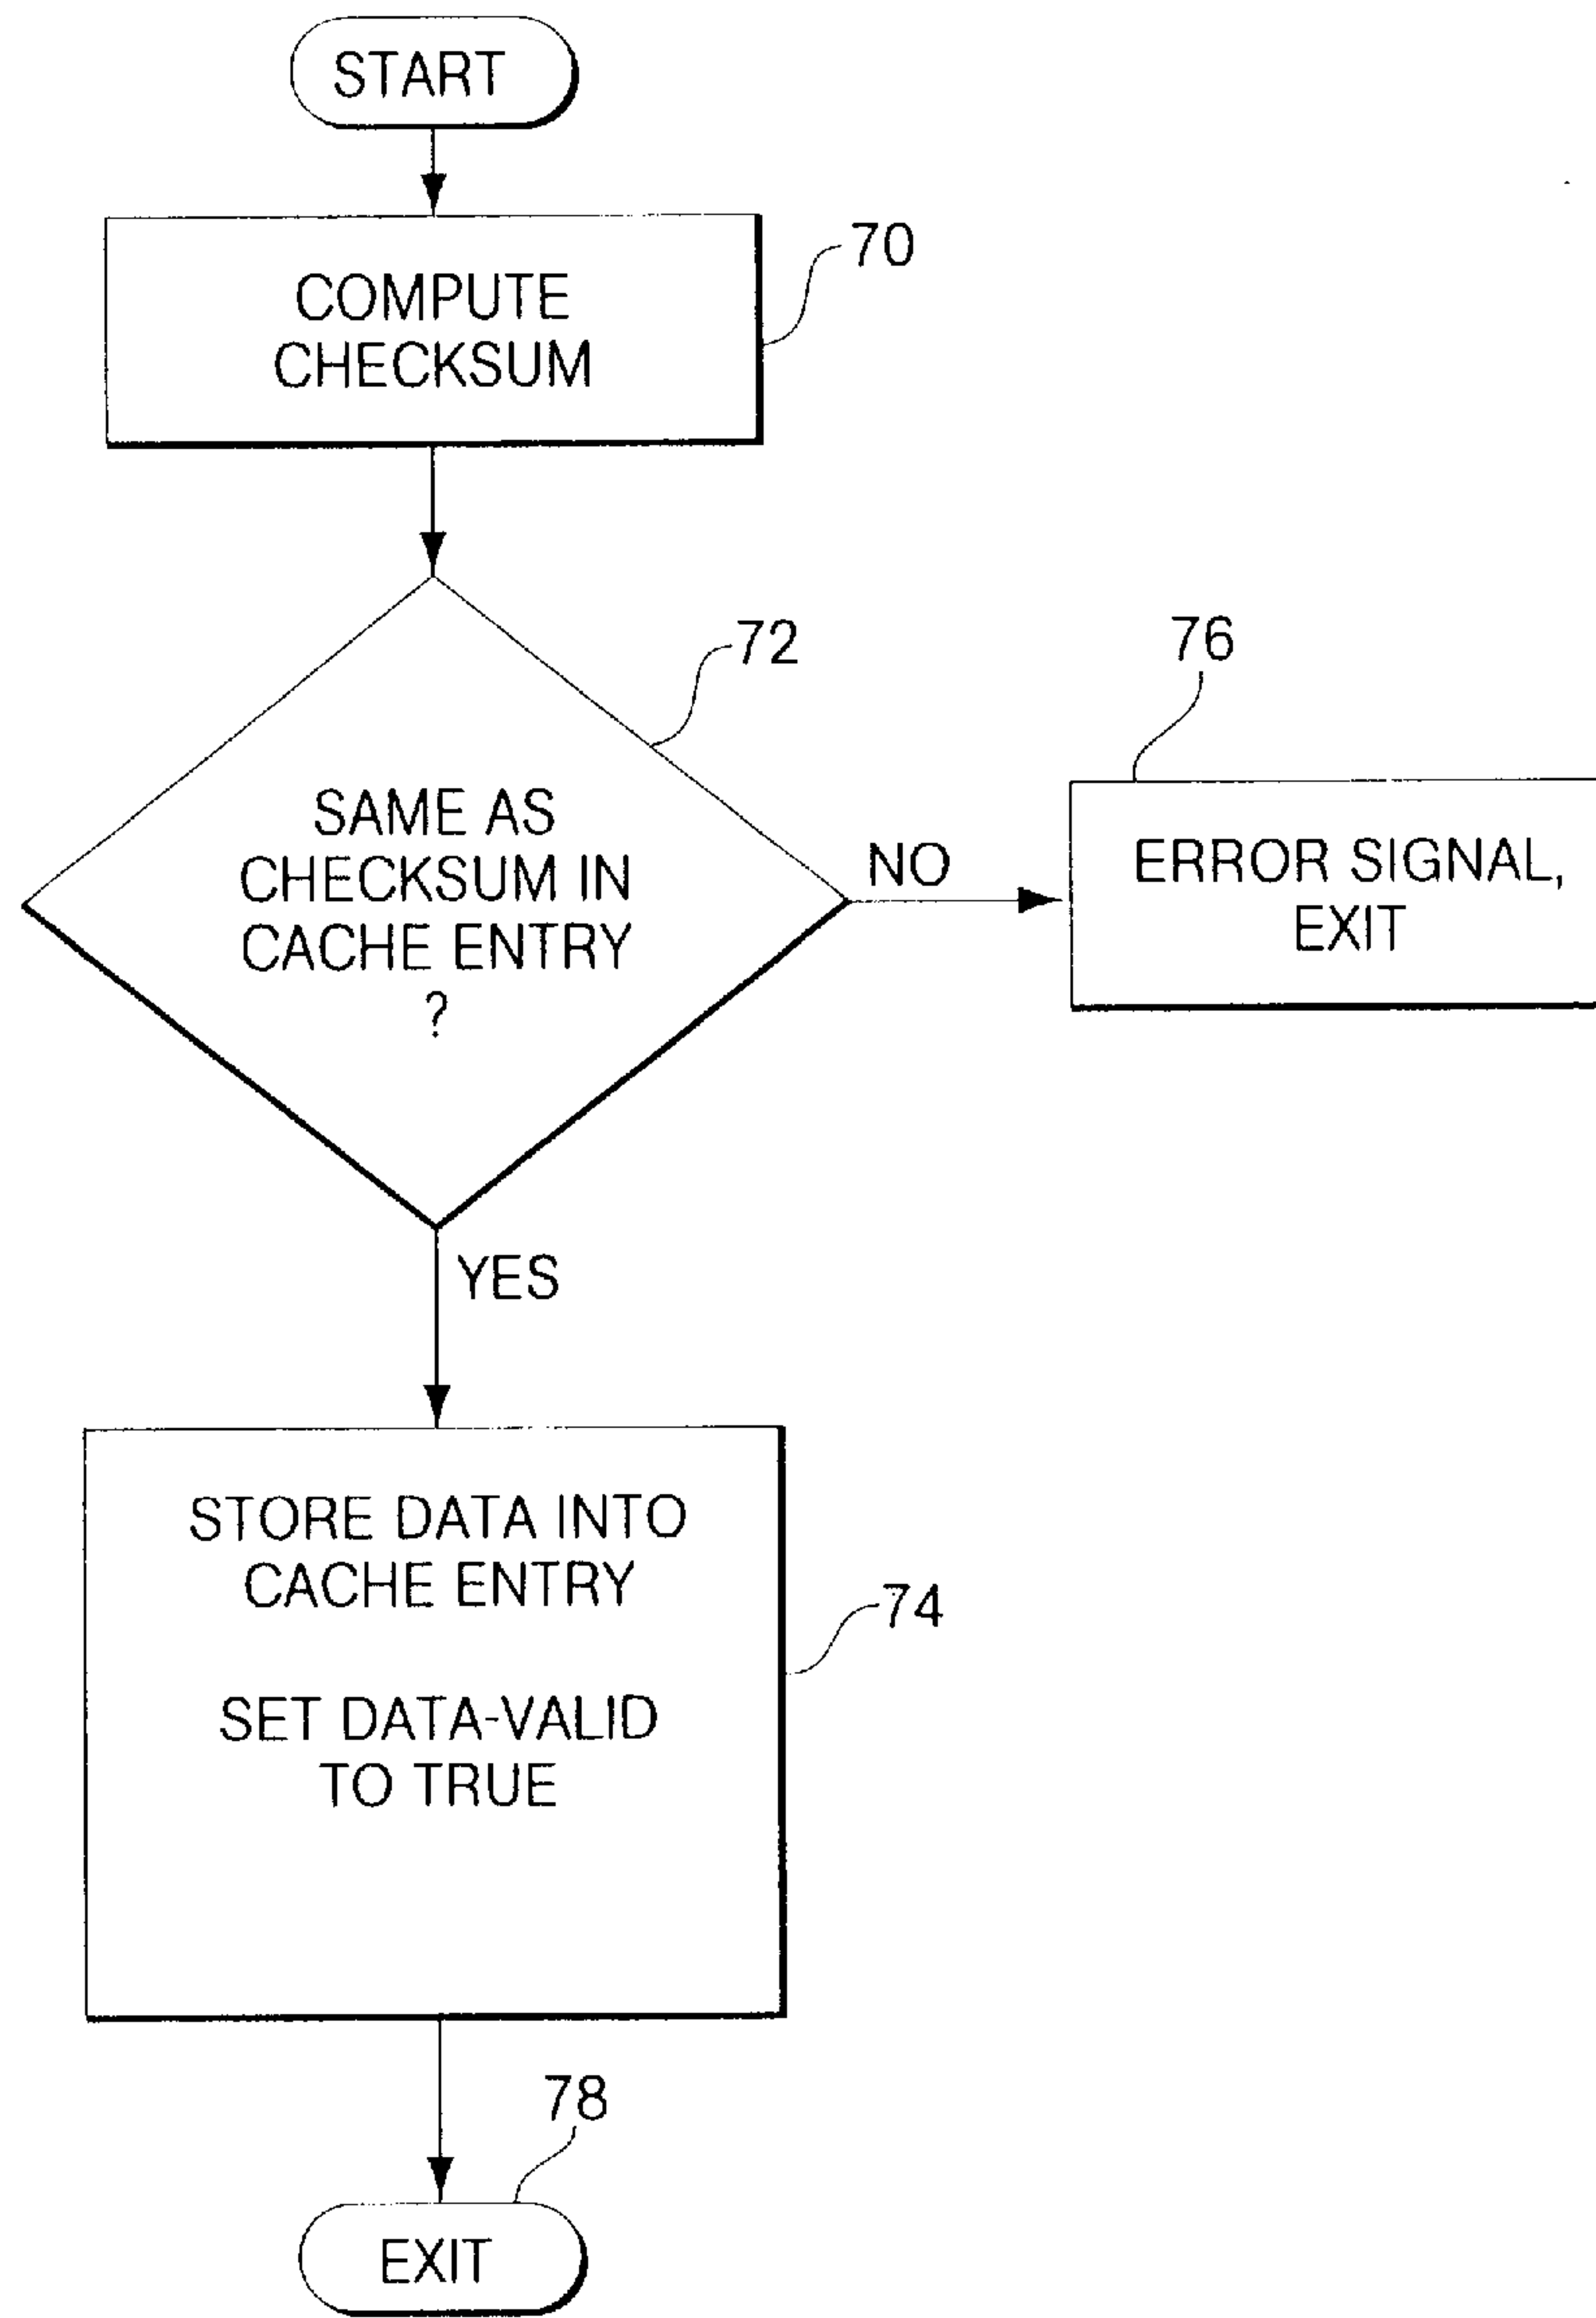 START
70
COMPUTE
CHECKSUM
72
76
SAME AS
CHECKSUM IN
CACHE ENTRY
?
NO
ERROR SIGNAL,
EXIT
YES
STORE DATA INTO
CACHE ENTRY
74
SET DATA-VALID
TO TRUE
78
EXIT